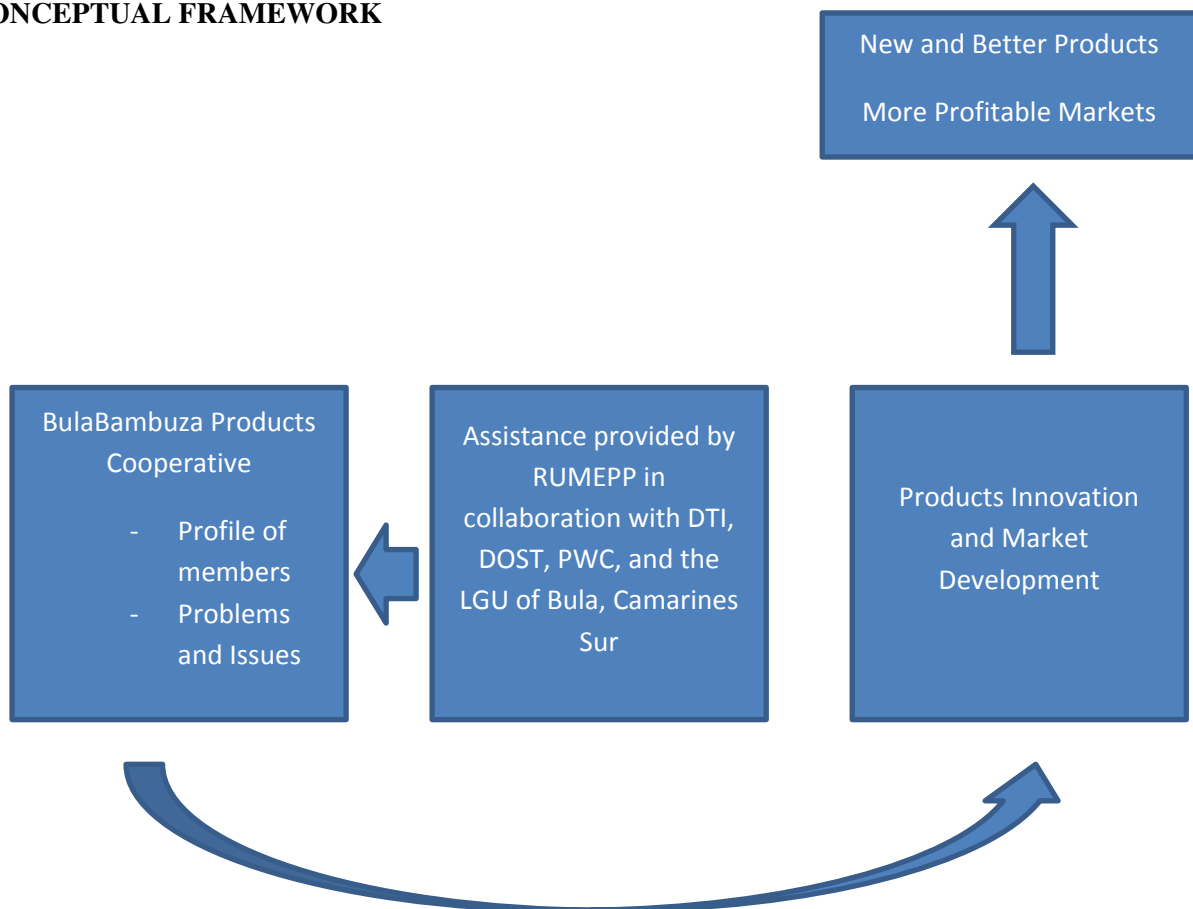 ONCEPTUAL FRAMEWORK
New and Better Products
More Profitable Markets
BulaBambuza Products
Cooperative
- Profile of
members
- Problems
and Issues
Assistance provided by
RUMEPP in
collaboration with DTI,
DOST, PWC, and the
LGU of Bula, Camarines
Sur
Products Innovation
and Market
Development